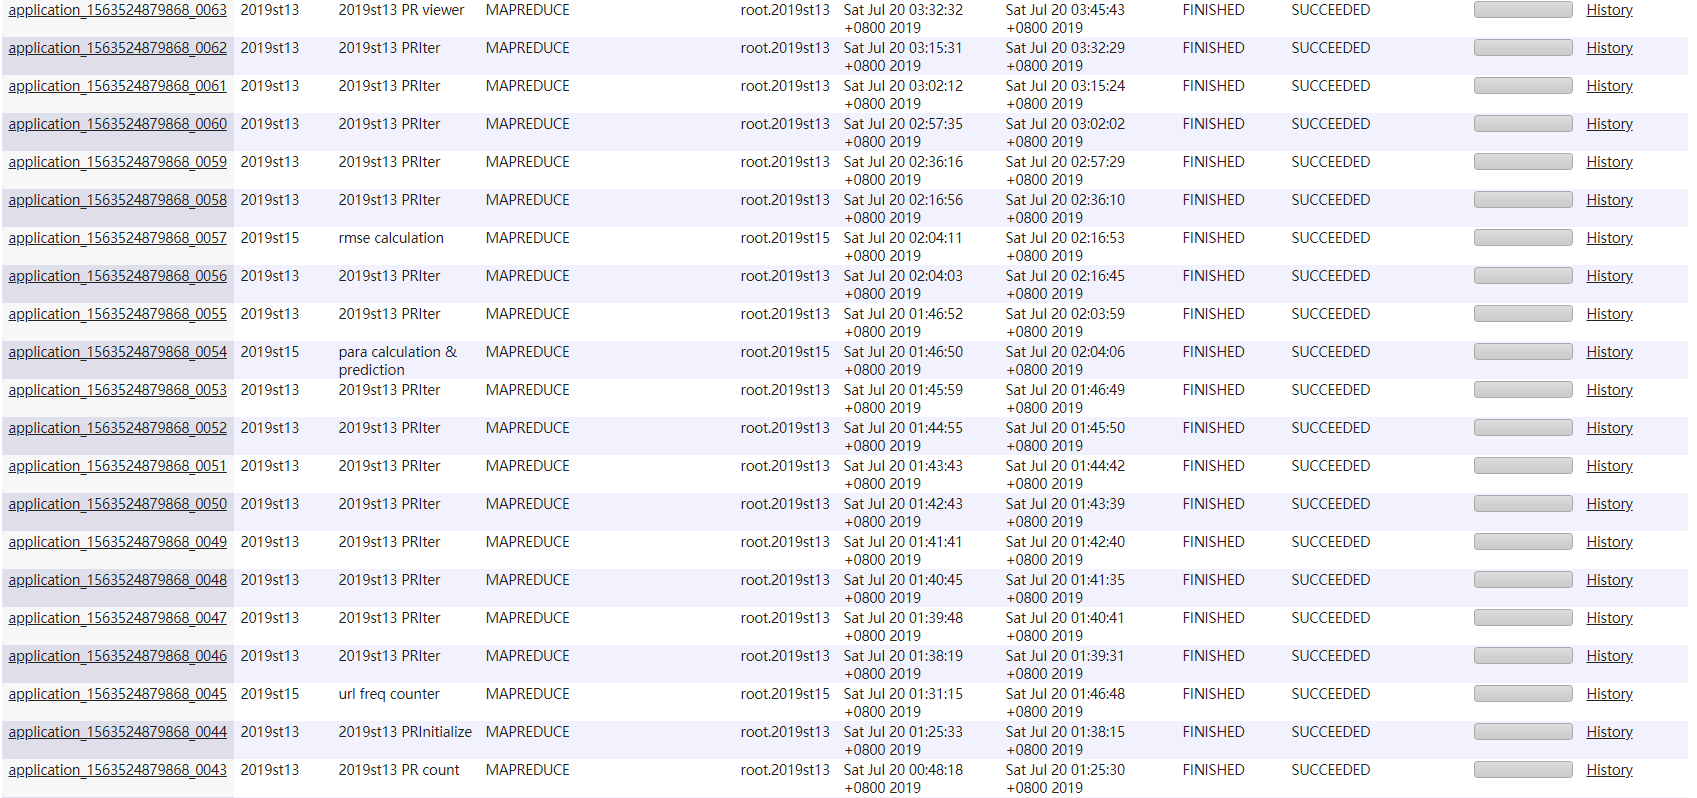 application_1563524879868_0063 2019st13 2019st13 PR viewer MAPREDUCE root.2019st13 Sat Jul 20 03:32:32 Sat Jul 20 03:45:43 FINISHED SUCCEEDED History
+0800 2019 +0800 2019
application_1563524879868_0062 2019st13 2019st13 PRIter MAPREDUCE root.2019st13 Sat Jul 20 03:15:31 Sat Jul 20 03:32:29 FINISHED SUCCEEDED History
+0800 2019 +0800 2019
application_1563524879868_0061 2019st13 2019st13 PRIter MAPREDUCE root.2019st13 Sat Jul 20 03:02:12 Sat Jul 20 03:15:24 FINISHED SUCCEEDED History
+0800 2019 +0800 2019
application_1563524879868_0060 2019st13 2019st13 PRIter MAPREDUCE root.2019st13 Sat Jul 20 02:57:35 Sat Jul 20 03:02:02 FINISHED SUCCEEDED History
+0800 2019 +0800 2019
application_1563524879868_0059 2019st13 2019st13 PRIter MAPREDUCE root.2019st13 Sat Jul 20 02:36:16 Sat Jul 20 02:57:29 FINISHED SUCCEEDED History
+0800 2019 +0800 2019
application_1563524879868_0058 2019st13 2019st13 PRIter MAPREDUCE root.2019st13 Sat Jul 20 02:16:56 Sat Jul 20 02:36:10 FINISHED SUCCEEDED History
+0800 2019 +0800 2019
application_1563524879868_0057 2019st15 rmse calculation MAPREDUCE root.2019st15 Sat Jul 20 02:04:11 Sat Jul 20 02:16:53 FINISHED SUCCEEDED History
+0800 2019 +0800 2019
application_1563524879868_0056 2019st13 2019st13 PRIter MAPREDUCE root.2019st13 Sat Jul 20 02:04:03 Sat Jul 20 02:16:45 FINISHED SUCCEEDED History
+0800 2019 +0800 2019
application_1563524879868_0055 2019st13 2019st13 PRIter MAPREDUCE root.2019st13 Sat Jul 20 01:46:52 Sat Jul 20 02:03:59 FINISHED SUCCEEDED History
+0800 2019 +0800 2019
application_1563524879868_0054 2019st15 para calculation & MAPREDUCE root.2019st15 Sat Jul 20 01:46:50 Sat Jul 20 02:04:06 FINISHED SUCCEEDED History
prediction +0800 2019 +0800 2019
application_1563524879868_0053 2019st13 2019st13 PRIter MAPREDUCE root.2019st13 Sat Jul 20 01:45:59 Sat Jul 20 01:46:49 FINISHED SUCCEEDED History
+0800 2019 +0800 2019
application_1563524879868_0052 2019st13 2019st13 PRIter MAPREDUCE root.2019st13 Sat Jul 20 01:44:55 Sat Jul 20 01:45:50 FINISHED SUCCEEDED History
+0800 2019 +0800 2019
application_1563524879868_0051 2019st13 2019st13 PRIter MAPREDUCE root.2019st13 Sat Jul 20 01:43:43 Sat Jul 20 01:44:42 FINISHED SUCCEEDED History
+0800 2019 +0800 2019
application_1563524879868_0050 2019st13 2019st13 PRIter MAPREDUCE root.2019st13 Sat Jul 20 01:42:43 Sat Jul 20 01:43:39 FINISHED SUCCEEDED History
+0800 2019 +0800 2019
application_1563524879868_0049 2019st13 2019st13 PRIter MAPREDUCE root.2019st13 Sat Jul 20 01:41:41 Sat Jul 20 01:42:40 FINISHED SUCCEEDED History
+0800 2019 +0800 2019
application_1563524879868_0048 2019st13 2019st13 PRIter MAPREDUCE root.2019st13 Sat Jul 20 01:40:45 Sat Jul 20 01:41:35 FINISHED SUCCEEDED History
+0800 2019 +0800 2019
application_1563524879868_0047 2019st13 2019st13 PRIter MAPREDUCE root.2019st13 Sat Jul 20 01:39:48 Sat Jul 20 01:40:41 FINISHED SUCCEEDED History
+0800 2019 +0800 2019
application_1563524879868_0046 2019st13 2019st13 PRIter MAPREDUCE root.2019st13 Sat Jul 20 01:38:19 Sat Jul 20 01:39:31 FINISHED SUCCEEDED History
+0800 2019 +0800 2019
application_1563524879868_0045 2019st15 url freq counter MAPREDUCE root.2019st15 Sat Jul 20 01:31:15 Sat Jul 20 01:46:48 FINISHED SUCCEEDED History
+0800 2019 +0800 2019
application_1563524879868_0044 2019st13 2019st13 PRInitialize MAPREDUCE root.2019st13 Sat Jul 20 01:25:33 Sat Jul 20 01:38:15 FINISHED SUCCEEDED History
+0800 2019 +0800 2019
application_1563524879868_0043 2019st13 2019st13 PR count MAPREDUCE root.2019st13 Sat Jul 20 00:48:18 Sat Jul 20 01:25:30 FINISHED SUCCEEDED History
+0800 2019 +0800 2019